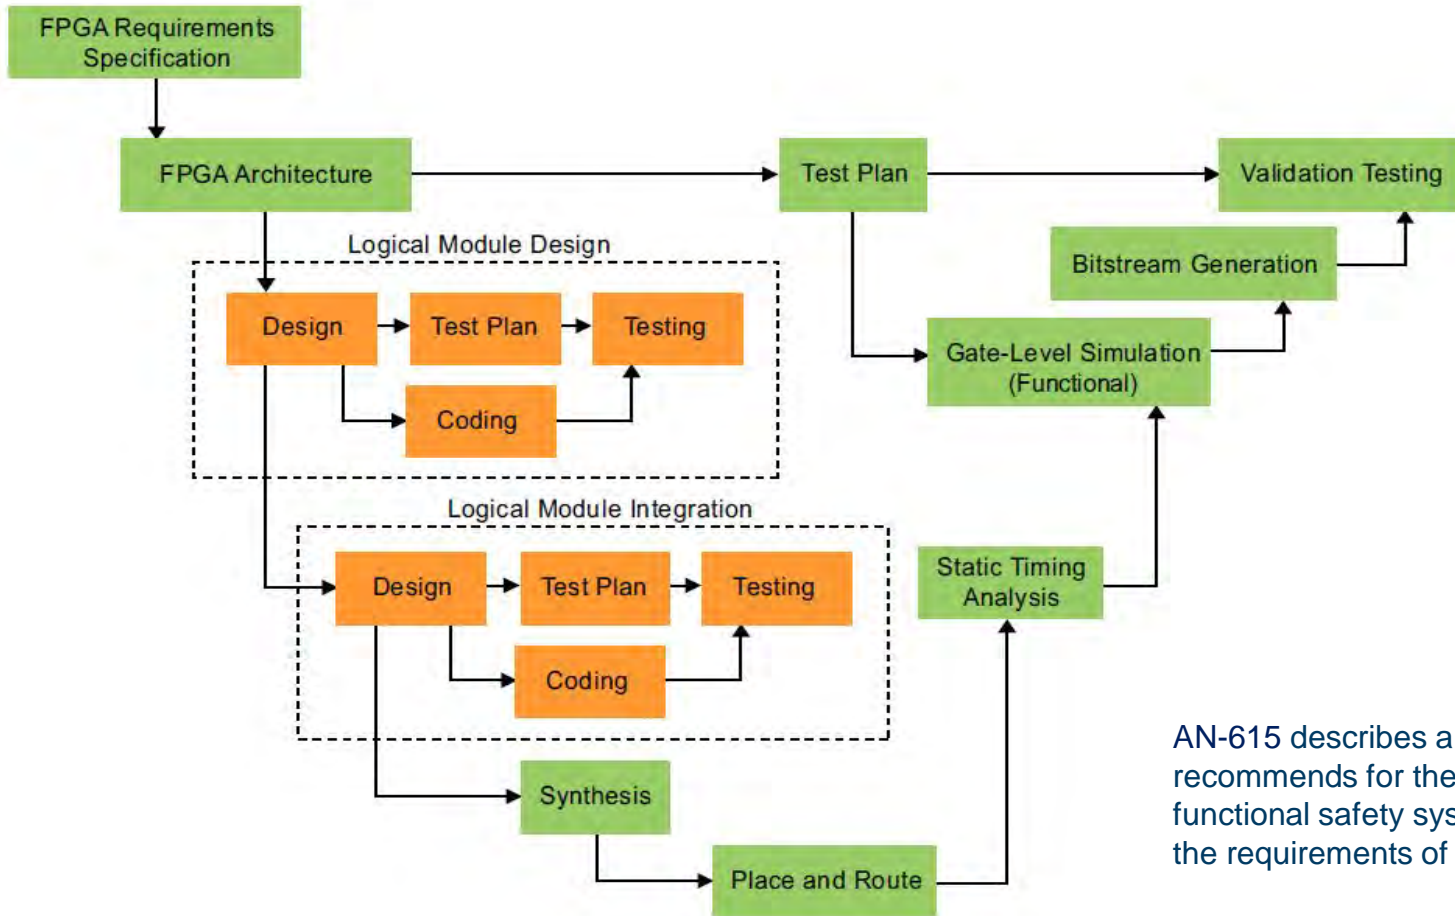 FPGA Requirements
Specification
FPGA Architecture
Test Plan
Validation Testing
Logical Module Design
Bitstream Generation
Design
Test Plan
Testing
Gate-Level Simulation
(Functional)
Coding
Logical Module Integration
Design
Test Plan
Testing
Static Timing
Analysis
Coding
AN-615 describes a
recommends for the
functional safety sys
the requirements of
Synthesis
Place and Route